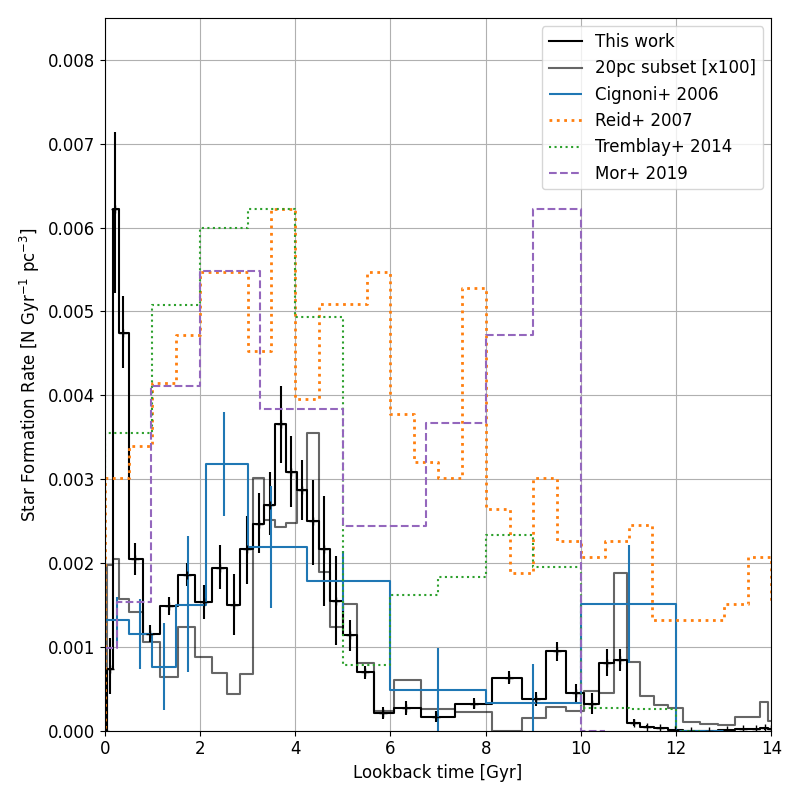 This work
20pc subset [x100]
Cignoni+ 2006
Reid+ 2007
Tremblay+ 2014
Mor+ 2019
Star Formation Rate [N Gyr⁻¹ pc⁻³]
0.008
0.007
0.006
0.005
0.004
0.003
0.002
0.001
0.000
0 2 4 6 8 10 12 14
Lookback time [Gyr]